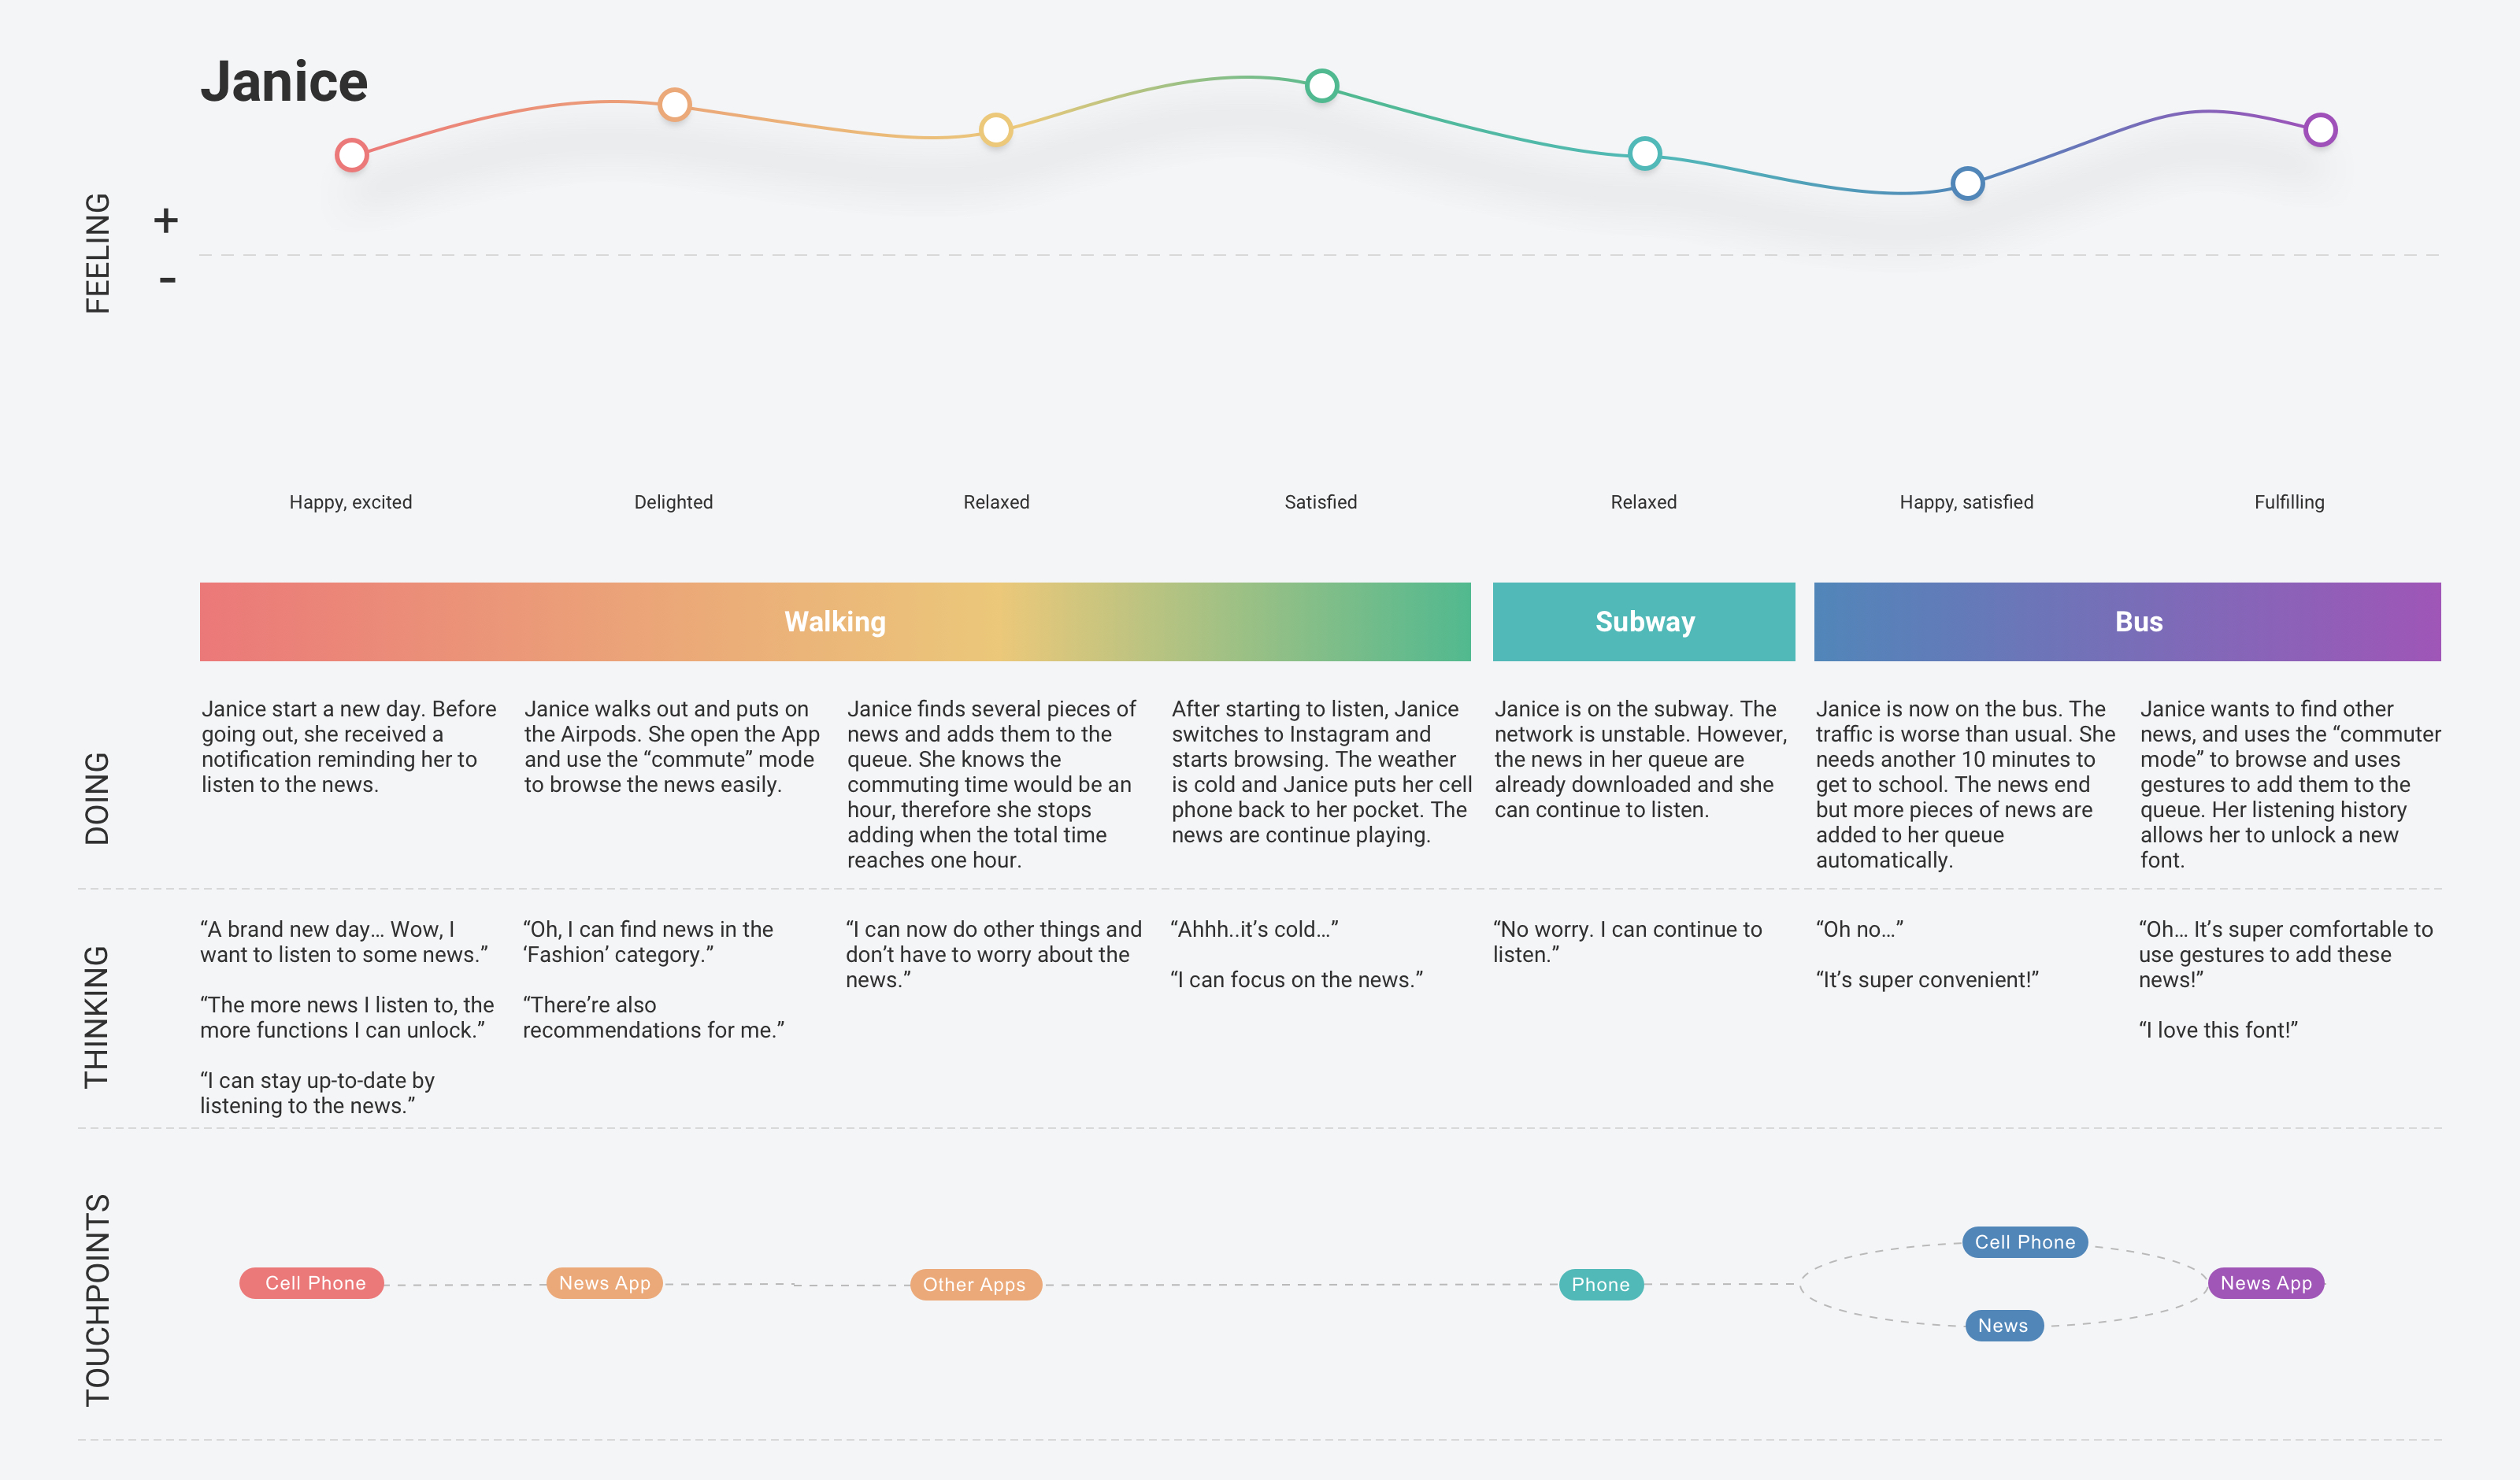 Janice
FEELING
+
-
Happy, excited
Delighted
Relaxed
Satisfied
Relaxed
Happy, satisfied
Fulfilling
Walking
Subway
Bus
DOING
Janice start a new day. Before
going out, she received a
notification reminding her to
listen to the news.
Janice walks out and puts on
the Airpods. She open the App
and use the “commute” mode
to browse the news easily.
Janice finds several pieces of
news and adds them to the
queue. She knows the
commuting time would be an
hour, therefore she stops
adding when the total time
reaches one hour.
After starting to listen, Janice
switches to Instagram and
starts browsing. The weather
is cold and Janice puts her cell
phone back to her pocket. The
news are continue playing.
Janice is on the subway. The
network is unstable. However,
the news in her queue are
already downloaded and she
can continue to listen.
Janice is now on the bus. The
traffic is worse than usual. She
needs another 10 minutes to
get to school. The news end
but more pieces of news are
added to her queue
automatically.
Janice wants to find other
news, and uses the “commuter
mode” to browse and uses
gestures to add them to the
queue. Her listening history
allows her to unlock a new
font.
THINKING
“A brand new day... Wow, I
want to listen to some news.”
“The more news I listen to, the
more functions I can unlock.”
“I can stay up-to-date by
listening to the news.”
“Oh, I can find news in the
‘Fashion’ category.”
“There’re also
recommendations for me.”
“I can now do other things and
don’t have to worry about the
news.”
“Ahhh..it’s cold...”
“I can focus on the news.”
“No worry. I can continue to
listen.”
“Oh no...”
“It’s super convenient!”
“Oh... It’s super comfortable to
use gestures to add these
news!”
“I love this font!”
TOUCHPOINTS
Cell Phone
News App
Other Apps
Phone
Cell Phone
News
News App